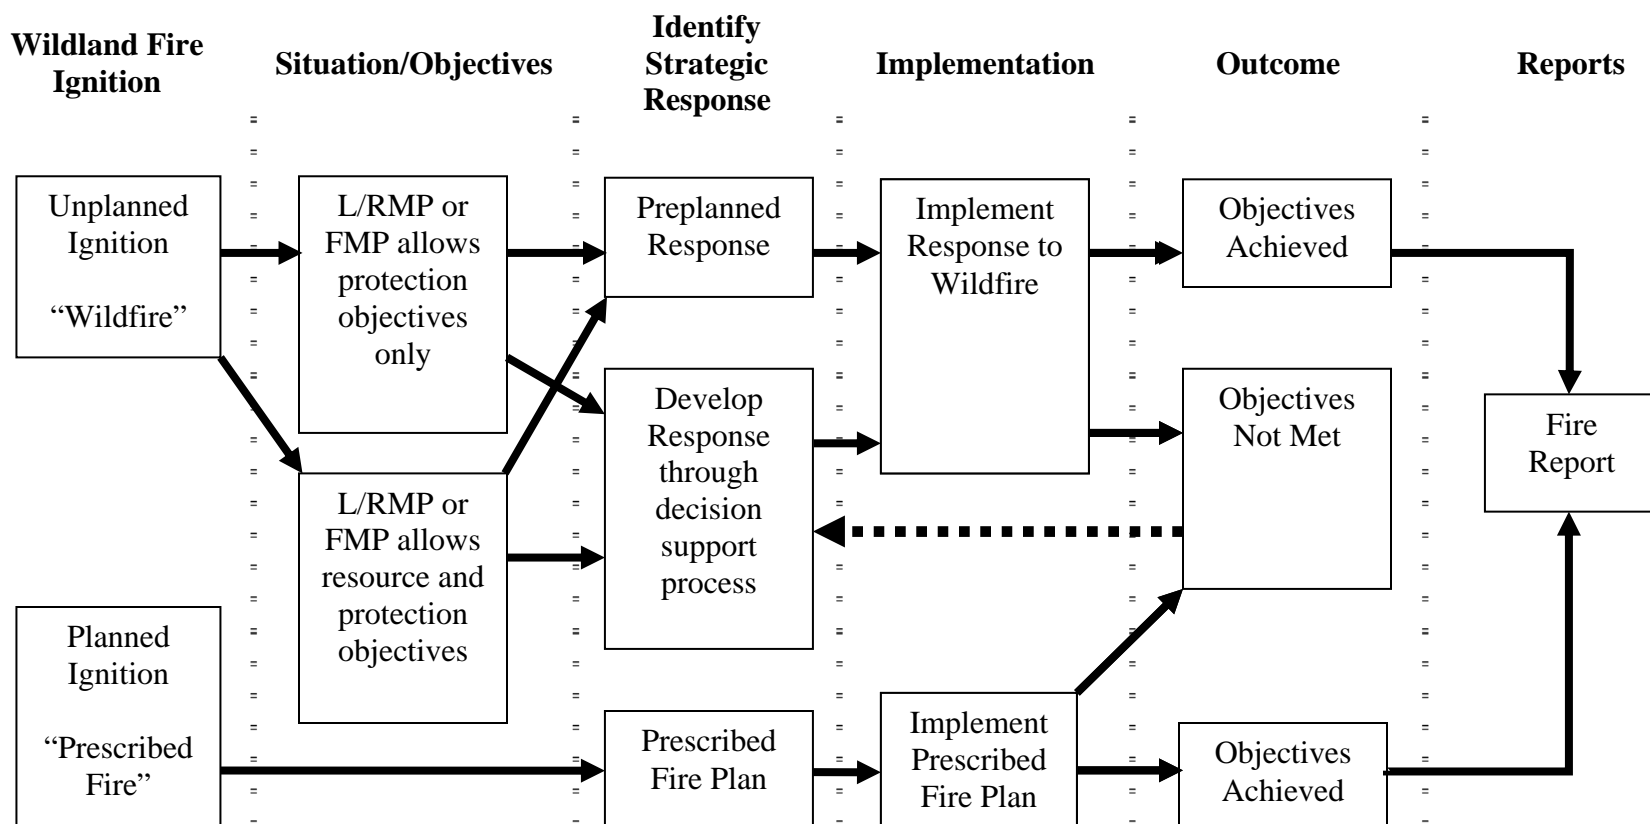 Wildland Fire
Ignition
Situation/Objectives
Identify
Strategic
Response
Implementation
Outcome
Reports
Unplanned
Ignition
“Wildfire”
L/RMP or
FMP allows
protection
objectives
only
Preplanned
Response
Implement
Response to
Wildfire
Objectives
Achieved
Develop
Response
through
decision
support
process
Objectives
Not Met
Fire
Report
L/RMP or
FMP allows
resource and
protection
objectives
Planned
Ignition
“Prescribed
Fire”
Prescribed
Fire Plan
Implement
Prescribed
Fire Plan
Objectives
Achieved